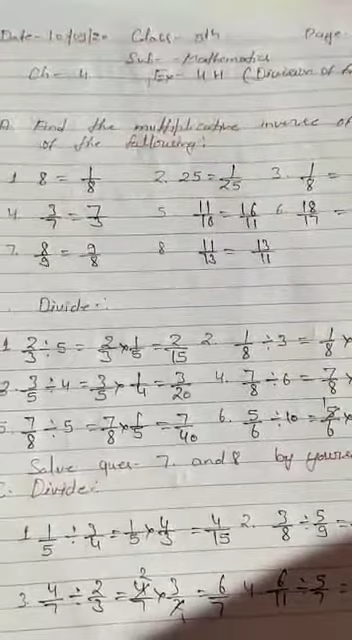 Date- 10/09/20 Class- 5th Page-
Sub- Mathematics
Ch- 4 Ex- 4H (Division of
A. Find the multiplicative inverse of
of the following:
1 8 = 1/8 2. 25 = 1/25 3. 1/8 =
4. 3/7 = 7/3 5 11/16 = 16/11 6. 18/17 =
7. 8/9 = 9/8 8 11/13 = 13/11
Divide:
1 2/3 ÷ 5 = 2/3 × 1/5 = 2/15 2. 1/8 ÷ 3 = 1/8 ×
3. 3/5 ÷ 4 = 3/5 × 1/4 = 3/20 4. 7/8 ÷ 6 = 7/8 ×
5. 7/8 ÷ 5 = 7/8 × 1/5 = 7/40 6. 5/6 ÷ 10 = 5/6 ×
Solve ques- 7. and 8 by
C. Divide:
1 1/5 ÷ 3/4 = 1/5 × 4/3 = 4/15 2. 3/8 ÷ 5/9 =
3. 4/7 ÷ 2/3 = 4/7 × 3/2 = 6/7 4. 6/11 ÷ 5/7 =